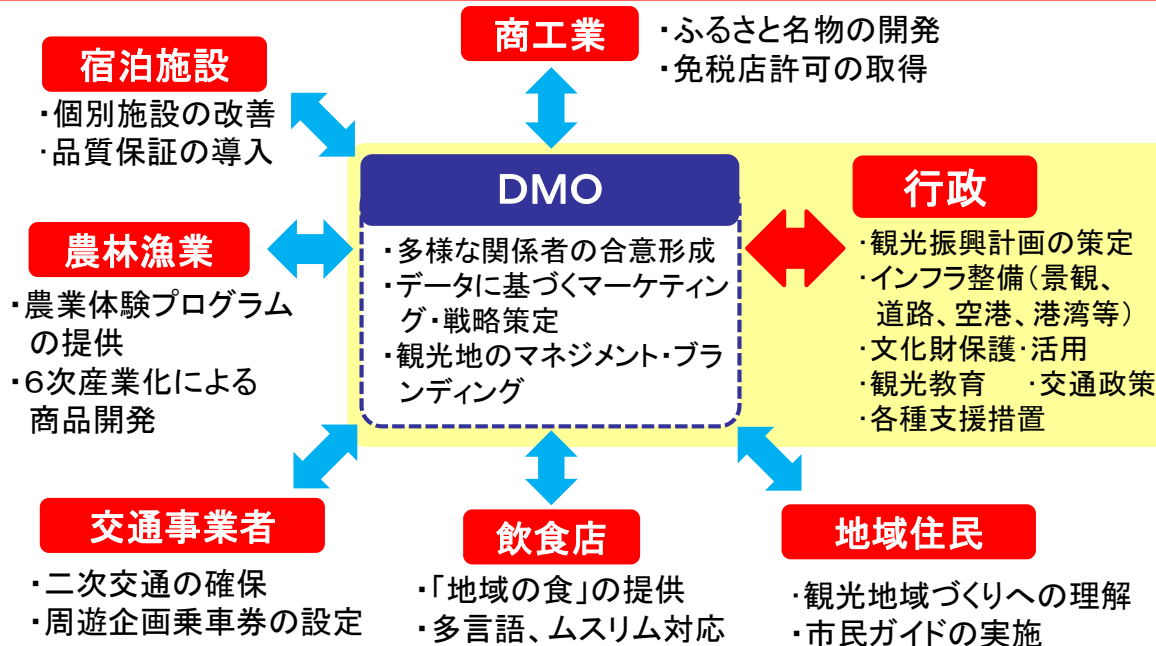 商工業
・ふるさと名物の開発
・免税店許可の取得
宿泊施設
・個別施設の改善
・品質保証の導入
DMO
・多様な関係者の合意形成
・データに基づくマーケティン
グ・戦略策定
・観光地のマネジメント・ブラ
ンディング
行政
・観光振興計画の策定
・インフラ整備(景観、
道路、空港、港湾等)
・文化財保護・活用
・観光教育 ・交通政策
・各種支援措置
農林漁業
・農業体験プログラム
の提供
・6次産業化による
商品開発
交通事業者
・二次交通の確保
・周遊企画乗車券の設定
飲食店
・「地域の食」の提供
・多言語、ムスリム対応
地域住民
・観光地域づくりへの理解
・市民ガイドの実施